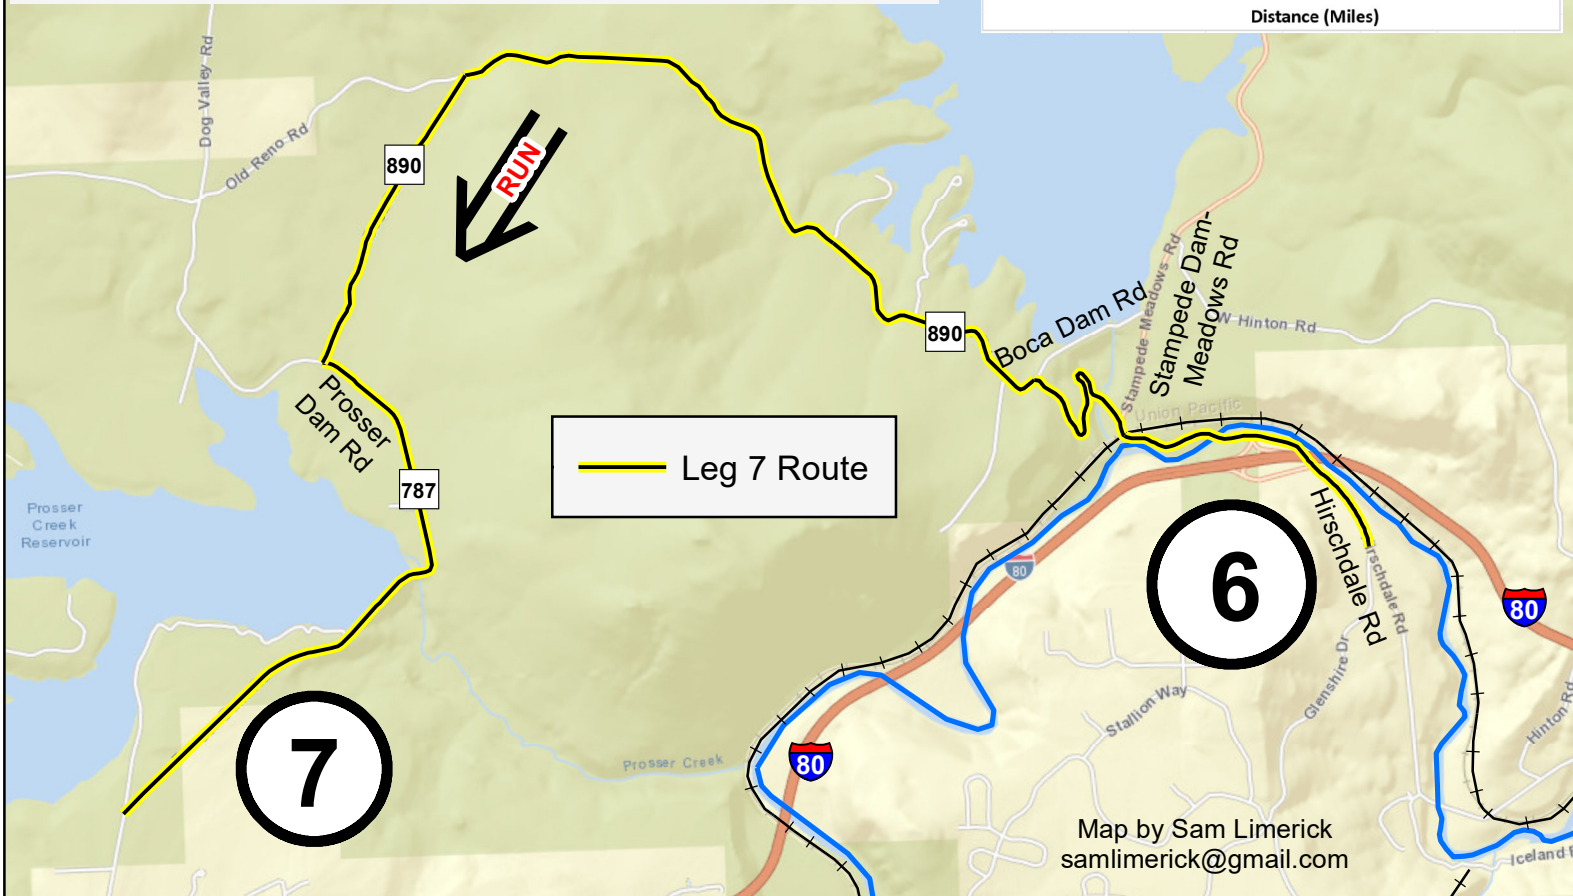 Distance (Miles)
Dog Valley Rd
Old Reno Rd
890
RUN
890
Boca Dam Rd
Stampede Meadows Rd
Stampede Dam-
Meadows Rd
W Hinton Rd
Union Pacific
Prosser
Dam Rd
787
Leg 7 Route
Prosser
Creek
Reservoir
80
6
Hirschdale Rd
rschdale Rd
80
Glenshire Dr
Stallion Way
Hinton Rd
7
80
Prosser Creek
Map by Sam Limerick
samlimerick@gmail.com
Iceland